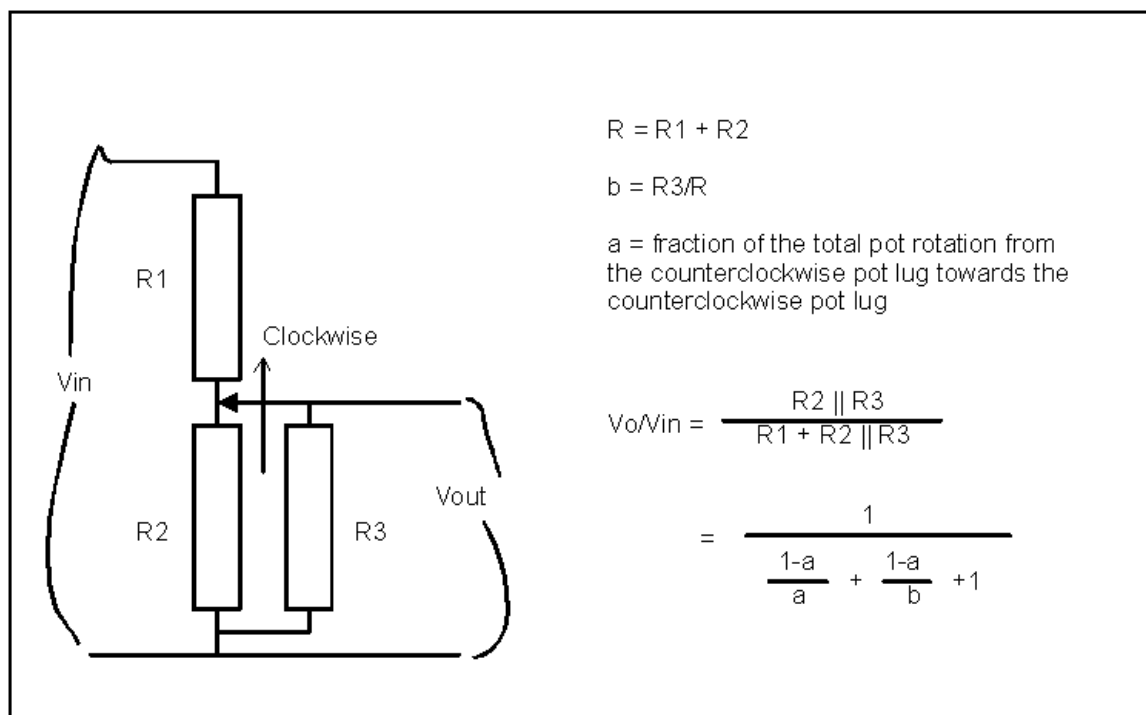 R = R1 + R2
b = R3/R
a = fraction of the total pot rotation from
the counterclockwise pot lug towards the
counterclockwise pot lug
R1
Clockwise
Vin
Vo/Vin = R2 || R3
R1 + R2 || R3
Vout
R2
R3
= 1
1-a + 1-a +1
a b